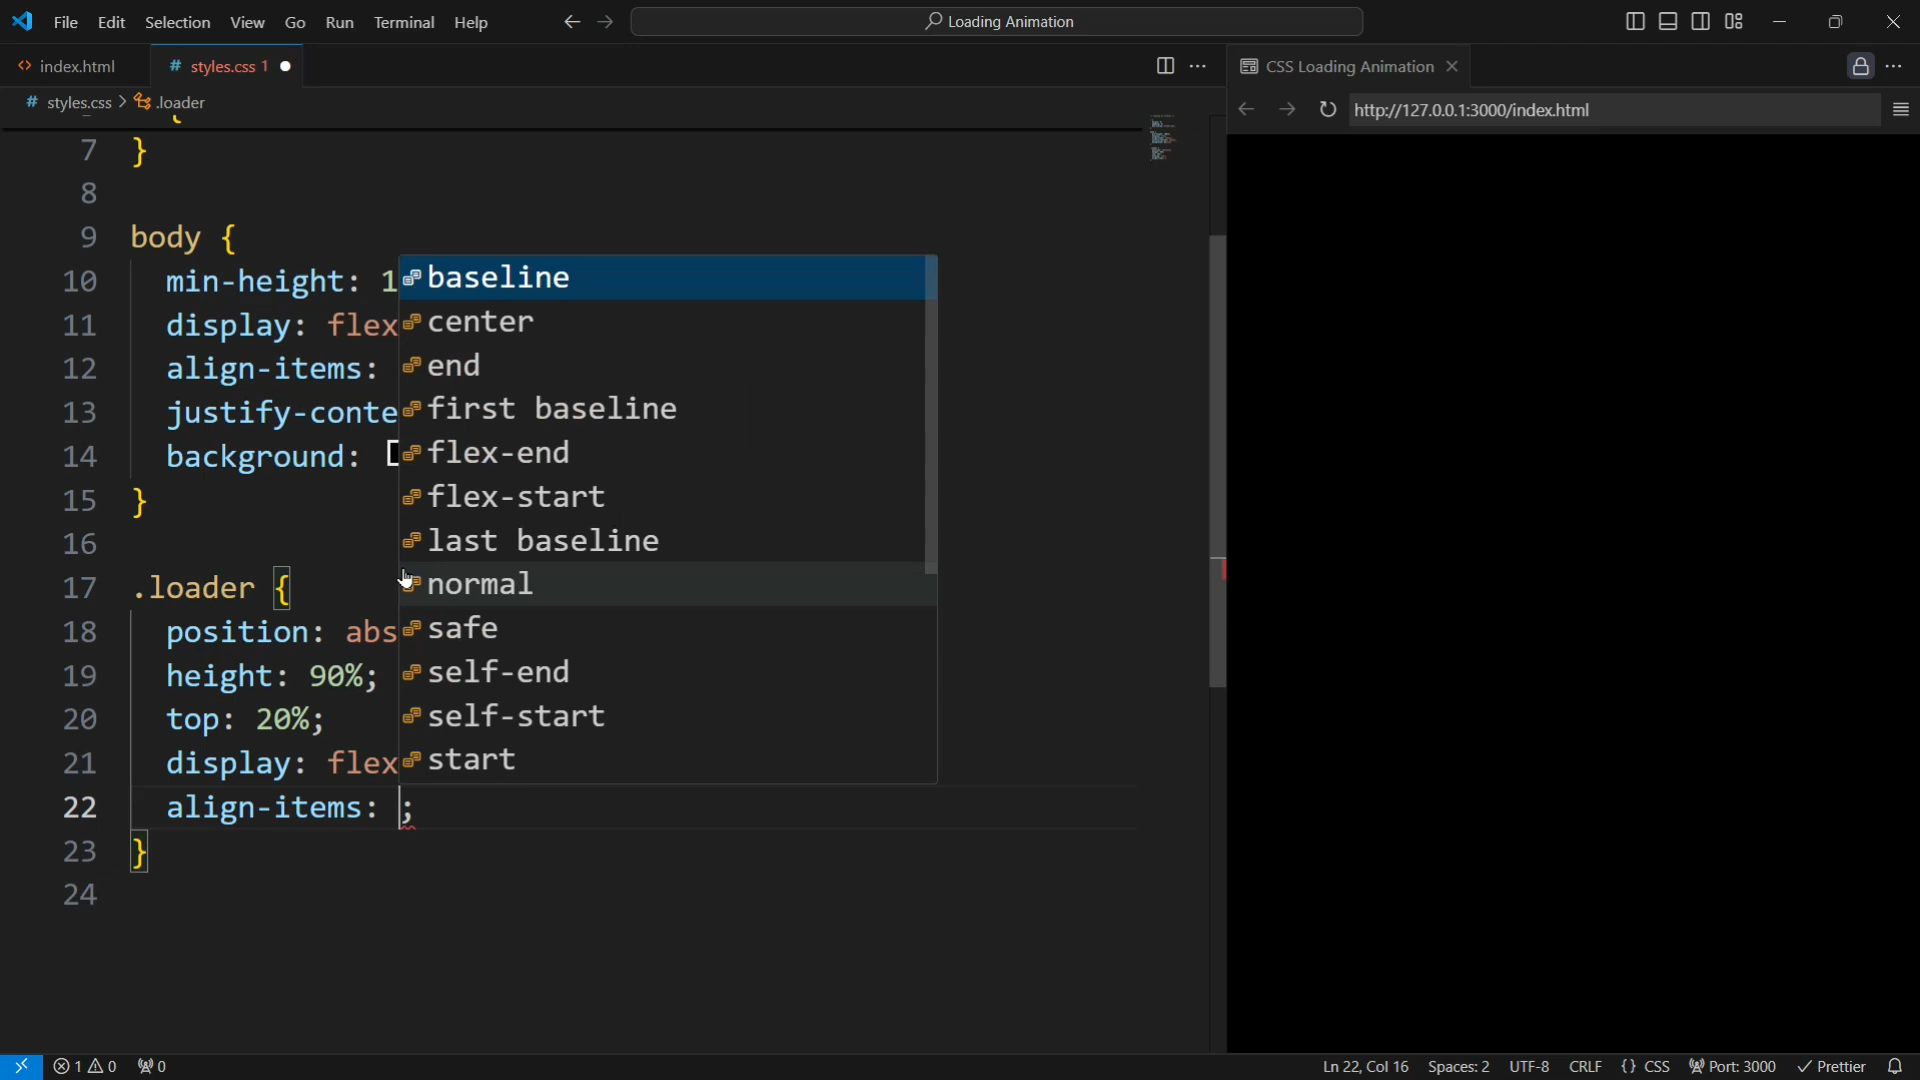 File Edit Selection View Go Run Terminal Help
Loading Animation
<> index.html
# styles.css 1
CSS Loading Animation
# styles.css > .loader
http://127.0.0.1:3000/index.html
7 }
8
9 body {
10 min-height: 1
11 display: flex
12 align-items:
13 justify-conte
14 background:
15 }
16
17 .loader {
18 position: abs
19 height: 90%;
20 top: 20%;
21 display: flex
22 align-items: ;
23 }
24
baseline
center
end
first baseline
flex-end
flex-start
last baseline
normal
safe
self-end
self-start
start
1 0 0
Ln 22, Col 16 Spaces: 2 UTF-8 CRLF {} CSS Port: 3000 Prettier